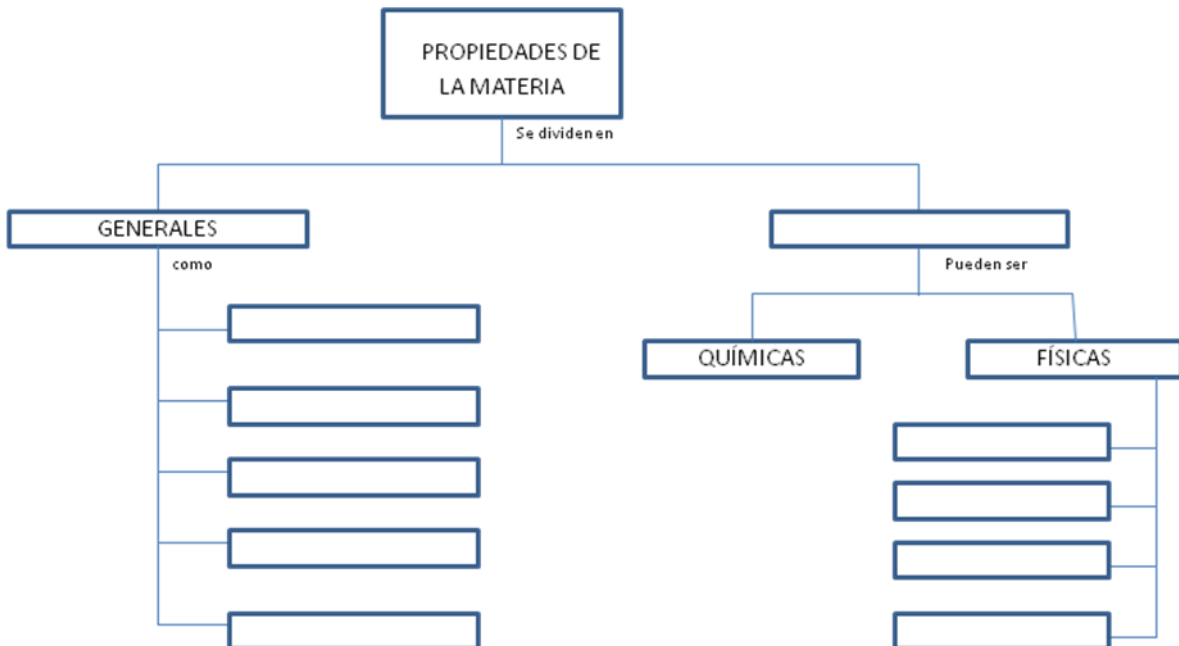 PROPIEDADES DE
LA MATERIA
Se dividen en
GENERALES
como
Pueden ser
QUÍMICAS
FÍSICAS